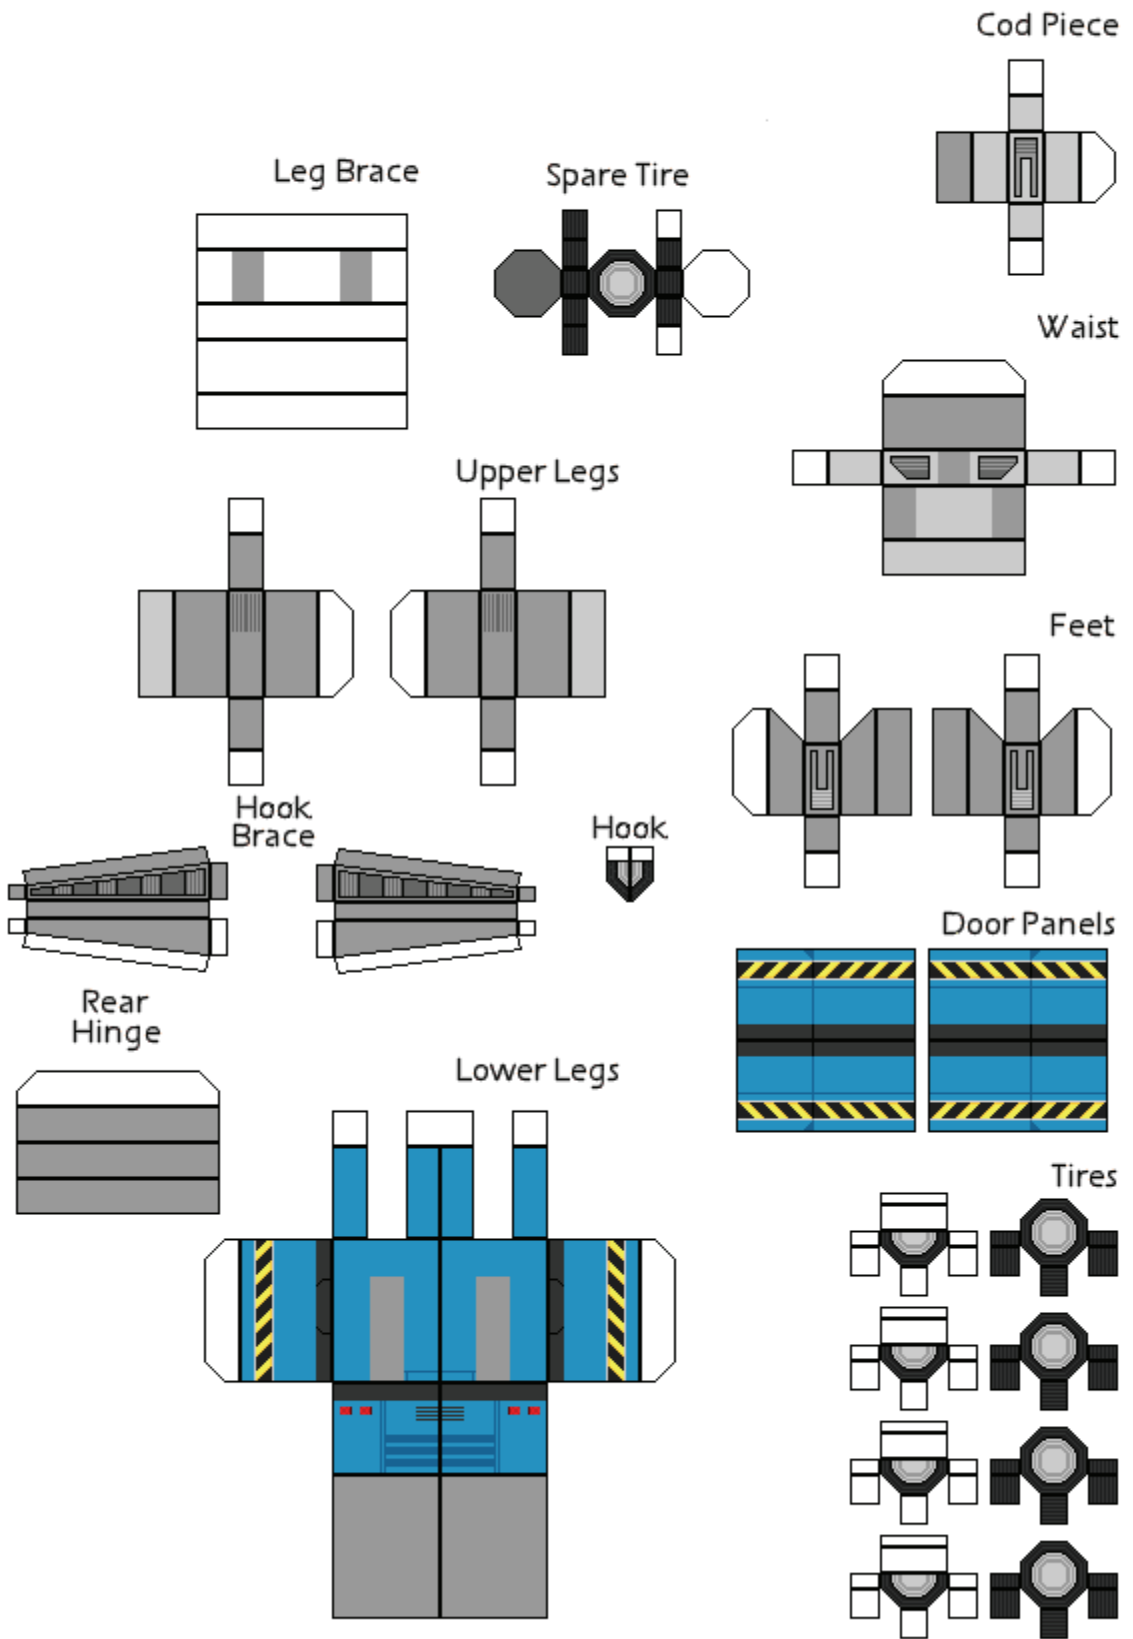 Cod Piece
Leg Brace
Spare Tire
Waist
Upper Legs
Feet
Hook
Brace
Hook
Door Panels
Rear
Hinge
Lower Legs
Tires